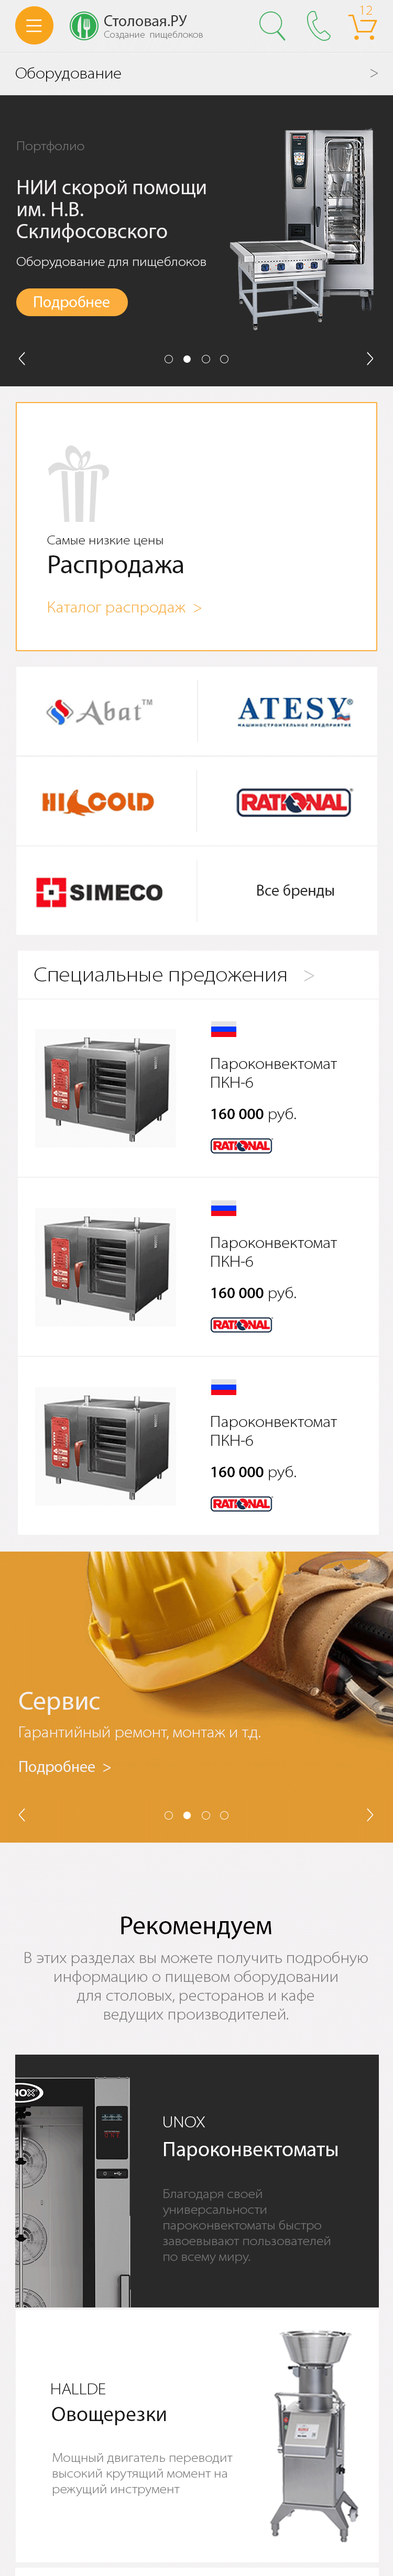 12
Столовая.РУ
Создание пищеблоков
Оборудование >
Портфолио
НИИ скорой помощи
им. Н.В.
Склифосовского
Оборудование для пищеблоков
Подробнее
Самые низкие цены
Распродажа
Каталог распродаж >
Abat™
ATESY®
МАШИНОСТРОИТЕЛЬНОЕ ПРЕДПРИЯТИЕ
HICOLD
RATIONAL
SIMECO
Все бренды
Специальные предожения >
Пароконвектомат
ПКН-6
160 000 руб.
RATIONAL
Пароконвектомат
ПКН-6
160 000 руб.
RATIONAL
Пароконвектомат
ПКН-6
160 000 руб.
RATIONAL
Сервис
Гарантийный ремонт, монтаж и т.д.
Подробнее >
Рекомендуем
В этих разделах вы можете получить подробную
информацию о пищевом оборудовании
для столовых, ресторанов и кафе
ведущих производителей.
NOX
UNOX
Пароконвектоматы
Благодаря своей
универсальности
пароконвектоматы быстро
завоевывают пользователей
по всему миру.
HALLDE
Овощерезки
Мощный двигатель переводит
высокий крутящий момент на
режущий инструмент